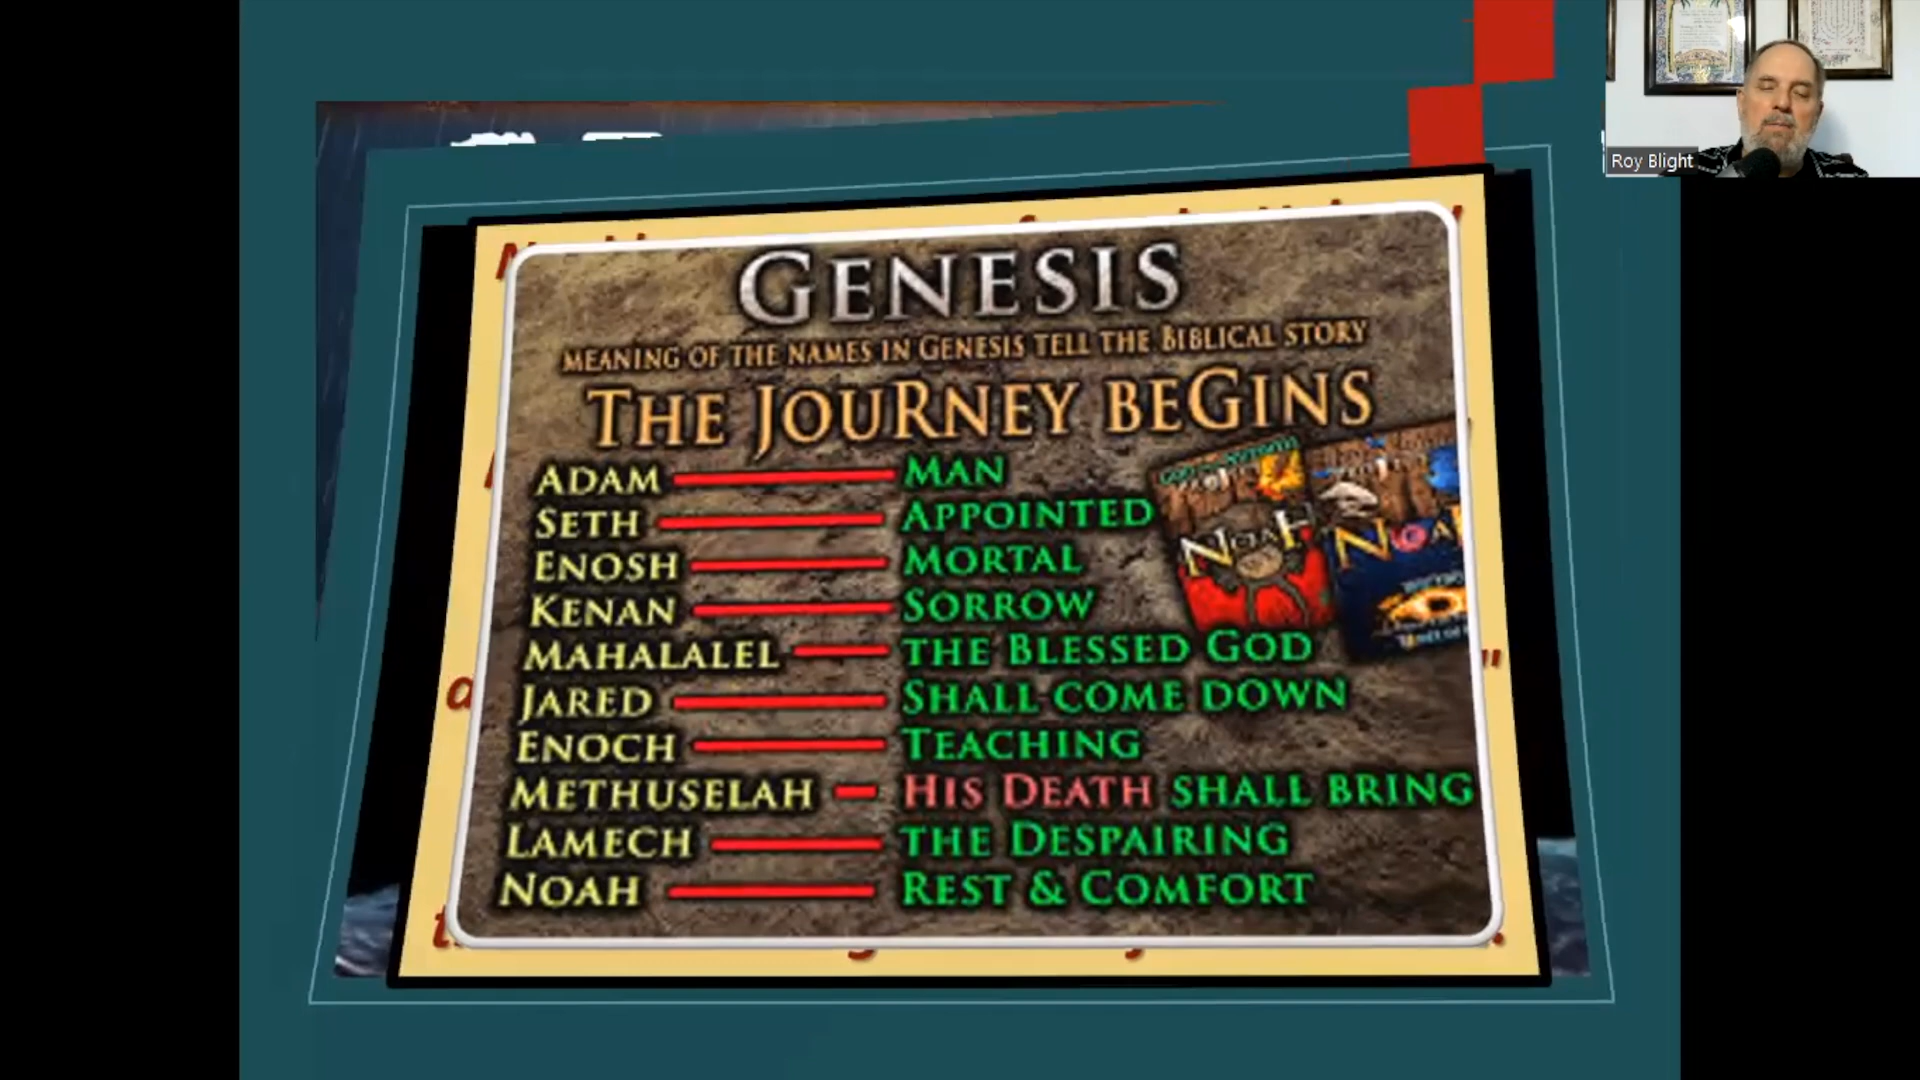 Roy Blight
GENESIS
MEANING OF THE NAMES IN GENESIS TELL THE BIBLICAL STORY
THE JOURNEY BEGINS
ADAM MAN
SETH APPOINTED
ENOSH MORTAL
KENAN SORROW
MAHALALEL THE BLESSED GOD
JARED SHALL COME DOWN
ENOCH TEACHING
METHUSELAH HIS DEATH SHALL BRING
LAMECH THE DESPAIRING
NOAH REST & COMFORT
NOAH